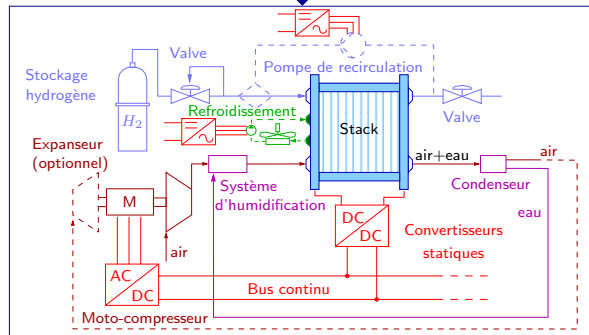 Valve
Pompe de recirculation
Stockage
hydrogène
H2
Refroidissement
Valve
Stack
Expanseur
(optionnel)
air+eau
air
M
Système
d'humidification
Condenseur
eau
air
DC
DC
Convertisseurs
statiques
AC
DC
Bus continu
Moto-compresseur